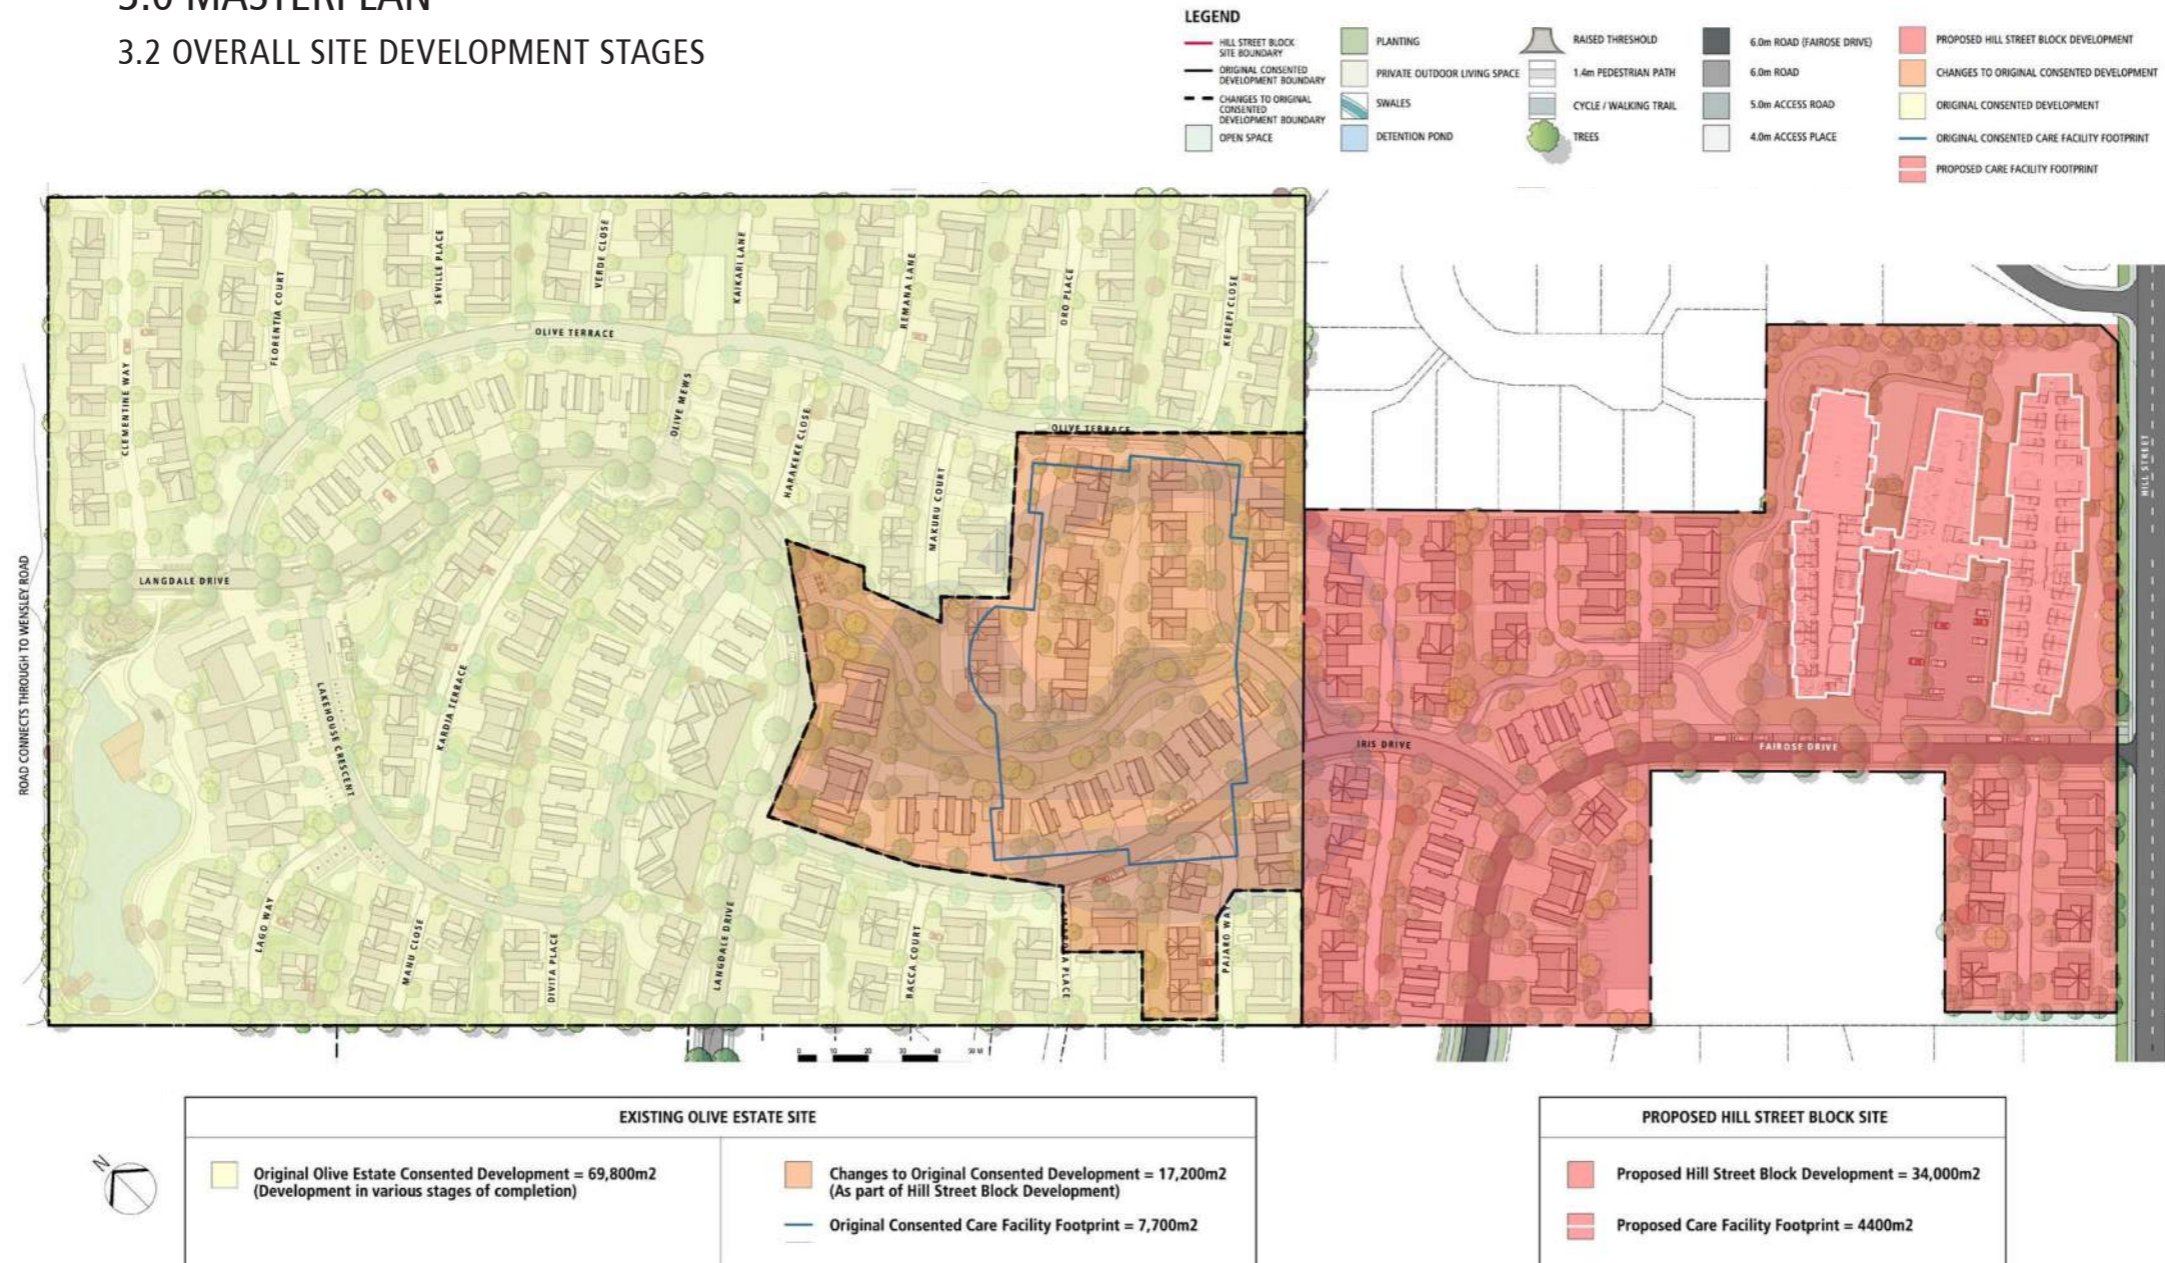 3.0 MASTERPLAN
3.2 OVERALL SITE DEVELOPMENT STAGES
LEGEND
HILL STREET BLOCK
SITE BOUNDARY
ORIGINAL CONSENTED
DEVELOPMENT BOUNDARY
CHANGES TO ORIGINAL
CONSENTED
DEVELOPMENT BOUNDARY
OPEN SPACE
PLANTING
PRIVATE OUTDOOR LIVING SPACE
SWALES
DETENTION POND
RAISED THRESHOLD
1.4m PEDESTRIAN PATH
CYCLE / WALKING TRAIL
TREES
6.0m ROAD (FAIROSE DRIVE)
6.0m ROAD
5.0m ACCESS ROAD
4.0m ACCESS PLACE
PROPOSED HILL STREET BLOCK DEVELOPMENT
CHANGES TO ORIGINAL CONSENTED DEVELOPMENT
ORIGINAL CONSENTED DEVELOPMENT
ORIGINAL CONSENTED CARE FACILITY FOOTPRINT
PROPOSED CARE FACILITY FOOTPRINT
ROAD CONNECTS THROUGH TO WENSLEY ROAD
CLEMENTINE WAY
FLORENTIA COURT
SEVILLE PLACE
VERDE CLOSE
KAIKARI LANE
REMANA LANE
ORO PLACE
KEREPI CLOSE
OLIVE TERRACE
OLIVE MEWS
HARAKEKE CLOSE
MAKURU COURT
OLIVE TERRACE
LANGDALE DRIVE
LAKEHOUSE CRESCENT
KARDIA TERRACE
LAGO WAY
MANU CLOSE
DIVITA PLACE
LANGDALE DRIVE
BACCA COURT
PLACE
PAJARO WAY
IRIS DRIVE
FAIROSE DRIVE
HILL STREET
0 10 20 30 40 50 M
N
EXISTING OLIVE ESTATE SITE
Original Olive Estate Consented Development = 69,800m2
(Development in various stages of completion)
Changes to Original Consented Development = 17,200m2
(As part of Hill Street Block Development)
Original Consented Care Facility Footprint = 7,700m2
PROPOSED HILL STREET BLOCK SITE
Proposed Hill Street Block Development = 34,000m2
Proposed Care Facility Footprint = 4400m2